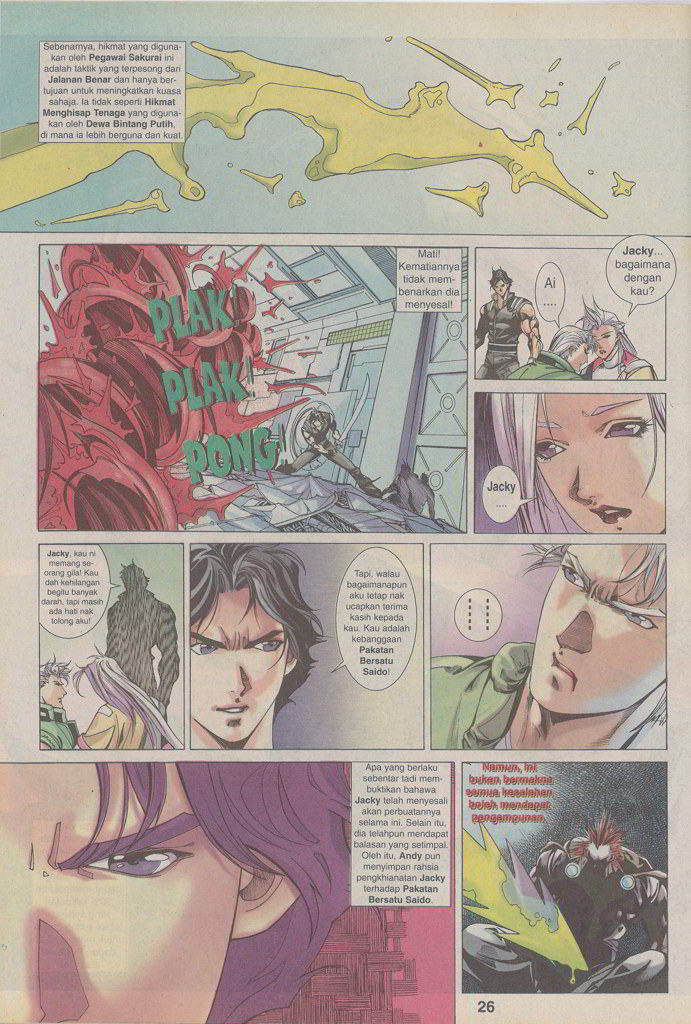 Sebenarnya, hikmat yang diguna-
kan oleh Pegawai Sakurai ini
adalah taktik yang terpesong dari
Jalanan Benar dan hanya ber-
tujuan untuk meningkatkan kuasa
sahaja. Ia tidak seperti Hikmat
Menghisap Tenaga yang diguna-
kan oleh Dewa Bintang Putih,
di mana ia lebih berguna dan kuat.
PLAK!
PLAK!
PONG!
Mati!
Kematiannya
tidak mem-
benarkan dia
menyesal!
Ai
....
Jacky...
bagaimana
dengan
kau?
Jacky
....
Jacky, kau ni
memang se-
orang gila! Kau
dah kehilangan
begitu banyak
darah, tapi masih
ada hati nak
tolong aku!
Tapi, walau
bagaimanapun
aku tetap nak
ucapkan terima
kasih kepada
kau. Kau adalah
kebanggaan
Pakatan
Bersatu
Saido!
Apa yang berlaku
sebentar tadi mem-
buktikan bahawa
Jacky telah menyesali
akan perbuatannya
selama ini. Selain itu,
dia telahpun mendapat
balasan yang setimpal.
Oleh itu, Andy pun
menyimpan rahsia
pengkhianatan Jacky
terhadap Pakatan
Bersatu Saido.
Namun, ini
bukan bermakna
semua kesalahan
boleh mendapat
pengampunan.
26